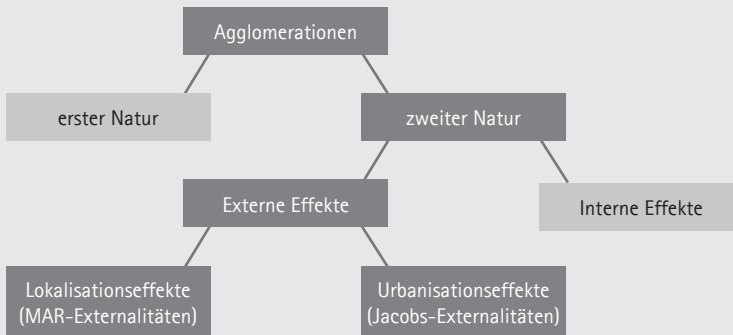 Agglomerationen
erster Natur
zweiter Natur
Externe Effekte
Interne Effekte
Lokalisationseffekte
(MAR-Externalitäten)
Urbanisationseffekte
(Jacobs-Externalitäten)